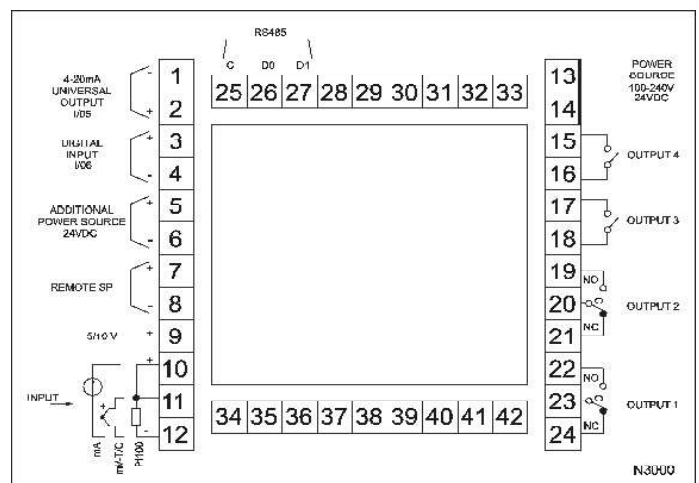 RS485
C D0 D1
4-20mA
UNIVERSAL
OUTPUT
I/O5
- 1
+ 2
DIGITAL
INPUT
I/O6
+ 3
- 4
ADDITIONAL
POWER SOURCE
24VDC
+ 5
- 6
REMOTE SP
+ 7
- 8
5/10 V + 9
+ 10
INPUT
+ 11
- 12
mA
mV-T/C
Pt100
25 26 27 28 29 30 31 32 33
34 35 36 37 38 39 40 41 42
13
14
POWER
SOURCE
100-240V
24VDC
15
16
OUTPUT 4
17
18
OUTPUT 3
19 NO
20 C
21 NC
OUTPUT 2
22 NO
23 C
24 NC
OUTPUT 1
N3000